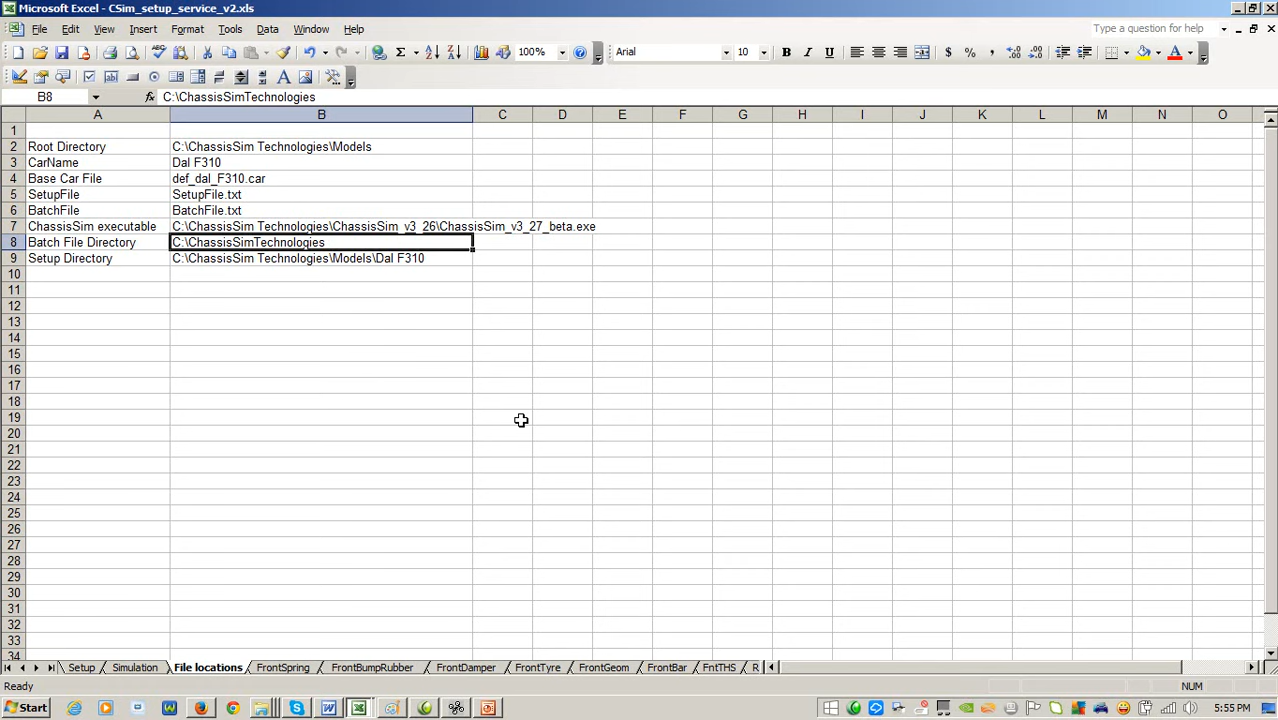 Microsoft Excel - CSim_setup_service_v2.xls
File Edit View Insert Format Tools Data Window Help
Type a question for help
100% Arial 10 B I U $ % ,
B8 fx C:\ChassisSimTechnologies
A B C D E F G H I J K L M N O
1
2 Root Directory C:\ChassisSim Technologies\Models
3 CarName Dal F310
4 Base Car File def_dal_F310.car
5 SetupFile SetupFile.txt
6 BatchFile BatchFile.txt
7 ChassisSim executable C:\ChassisSim Technologies\ChassisSim_v3_26\ChassisSim_v3_27_beta.exe
8 Batch File Directory C:\ChassisSimTechnologies
9 Setup Directory C:\ChassisSim Technologies\Models\Dal F310
10
11
12
13
14
15
16
17
18
19
20
21
22
23
24
25
26
27
28
29
30
31
32
33
34
Setup Simulation File locations FrontSpring FrontBumpRubber FrontDamper FrontTyre FrontGeom FrontBar FntTHS R
Ready NUM
Start 5:55 PM